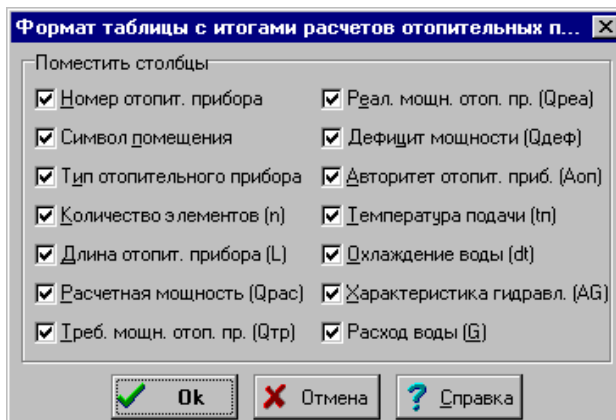 Формат таблицы с итогами расчетов отопительных п...
Поместить столбцы
Номер отопит. прибора
Символ помещения
Тип отопительного прибора
Количество элементов (n)
Длина отопит. прибора (L)
Расчетная мощность (Qрас)
Треб. мощн. отоп. пр. (Qтр)
Реал. мощн. отоп. пр. (Qреа)
Дефицит мощности (Qдеф)
Авторитет отопит. приб. (Аоп)
Температура подачи (tп)
Охлаждение воды (dt)
Характеристика гидравл. (AG)
Расход воды (G)
Ok
Отмена
Справка